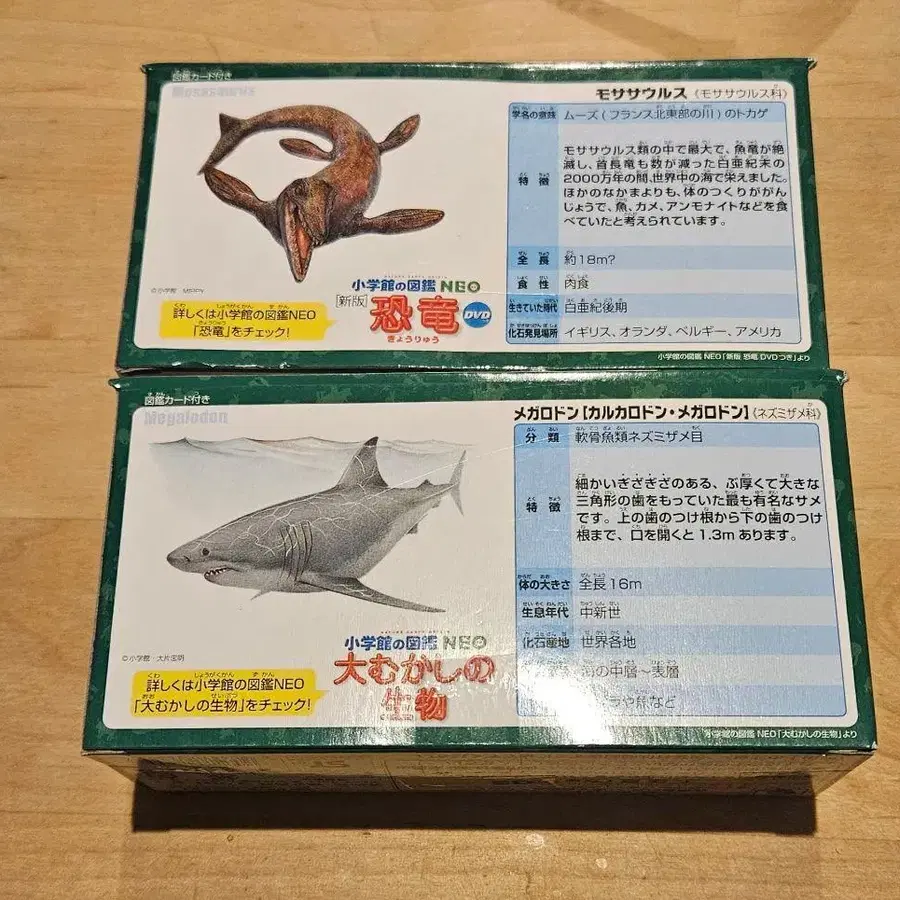 図鑑カード付き
Mosasaurus
モササウルス《モササウルス科》
学名の意味 ムーズ(フランス北東部の川)のトカゲ
特徴
モササウルス類の中で最大で、魚竜が絶
滅し、首長竜も数が減った白亜紀末の
2000万年の間、世界中の海で栄えました。
ほかのなかまよりも、体のつくりががん
じょうで、魚、カメ、アンモナイトなどを食
べていたと考えられています。
全長 約18m?
食性 肉食
生きていた時代 白亜紀後期
化石発見場所 イギリス、オランダ、ベルギー、アメリカ
©小学館
小学館の図鑑 NEO
[新版] 恐竜 DVD
きょうりゅう
詳しくは小学館の図鑑NEO
「恐竜」をチェック!
小学館の図鑑 NEO「新版 恐竜 DVDつき」より
図鑑カード付き
Megalodon
メガロドン【カルカロドン・メガロドン】《ネズミザメ科》
分類 軟骨魚類ネズミザメ目
特徴
細かいぎざぎざのある、ぶ厚くて大きな
三角形の歯をもっていた最も有名なサメ
です。上の歯のつけ根から下の歯のつけ
根まで、口を開くと1.3mあります。
体の大きさ 全長16m
生息年代 中新世
化石産地 世界各地
海の中層〜表層
など
©小学館・大片忠明
小学館の図鑑 NEO
大むかしの
生物
詳しくは小学館の図鑑NEO
「大むかしの生物」をチェック!
小学館の図鑑 NEO「大むかしの生物」より